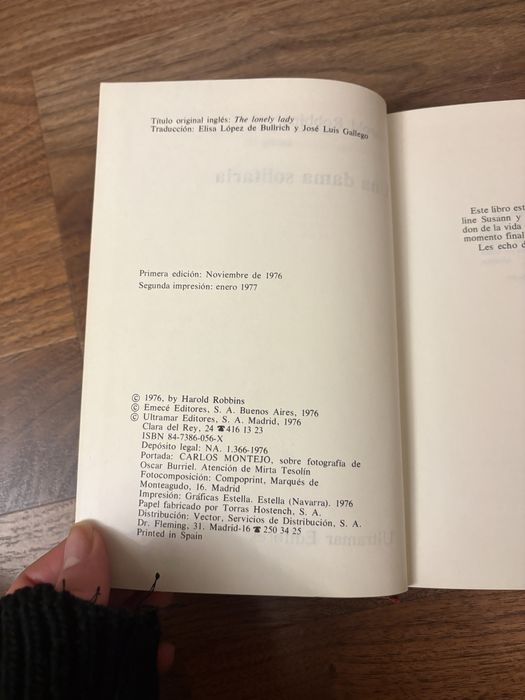 Título original inglés: The lonely lady
Traducción: Elisa López de Bullrich y José Luis Gallego
dama solitaria
Primera edición: Noviembre de 1976
Segunda impresión: enero 1977
© 1976, by Harold Robbins
© Emecé Editores, S. A. Buenos Aires, 1976
© Ultramar Editores, S. A. Madrid, 1976
Clara del Rey, 24 ☎ 416 13 23
ISBN 84-7386-056-X
Depósito legal: NA. 1.366-1976
Portada: CARLOS MONTEJO, sobre fotografía de
Oscar Burriel. Atención de Mirta Tesolín
Fotocomposición: Compoprint, Marqués de
Monteagudo, 16. Madrid
Impresión: Gráficas Estella. Estella (Navarra). 1976
Papel fabricado por Torras Hostench, S. A.
Distribución: Vector, Servicios de Distribución, S. A.
Dr. Fleming, 31. Madrid-16 ☎ 250 34 25
Printed in Spain
Ultramar
Este libro est
line Susann y
don de la vida
momento final
Les echo d